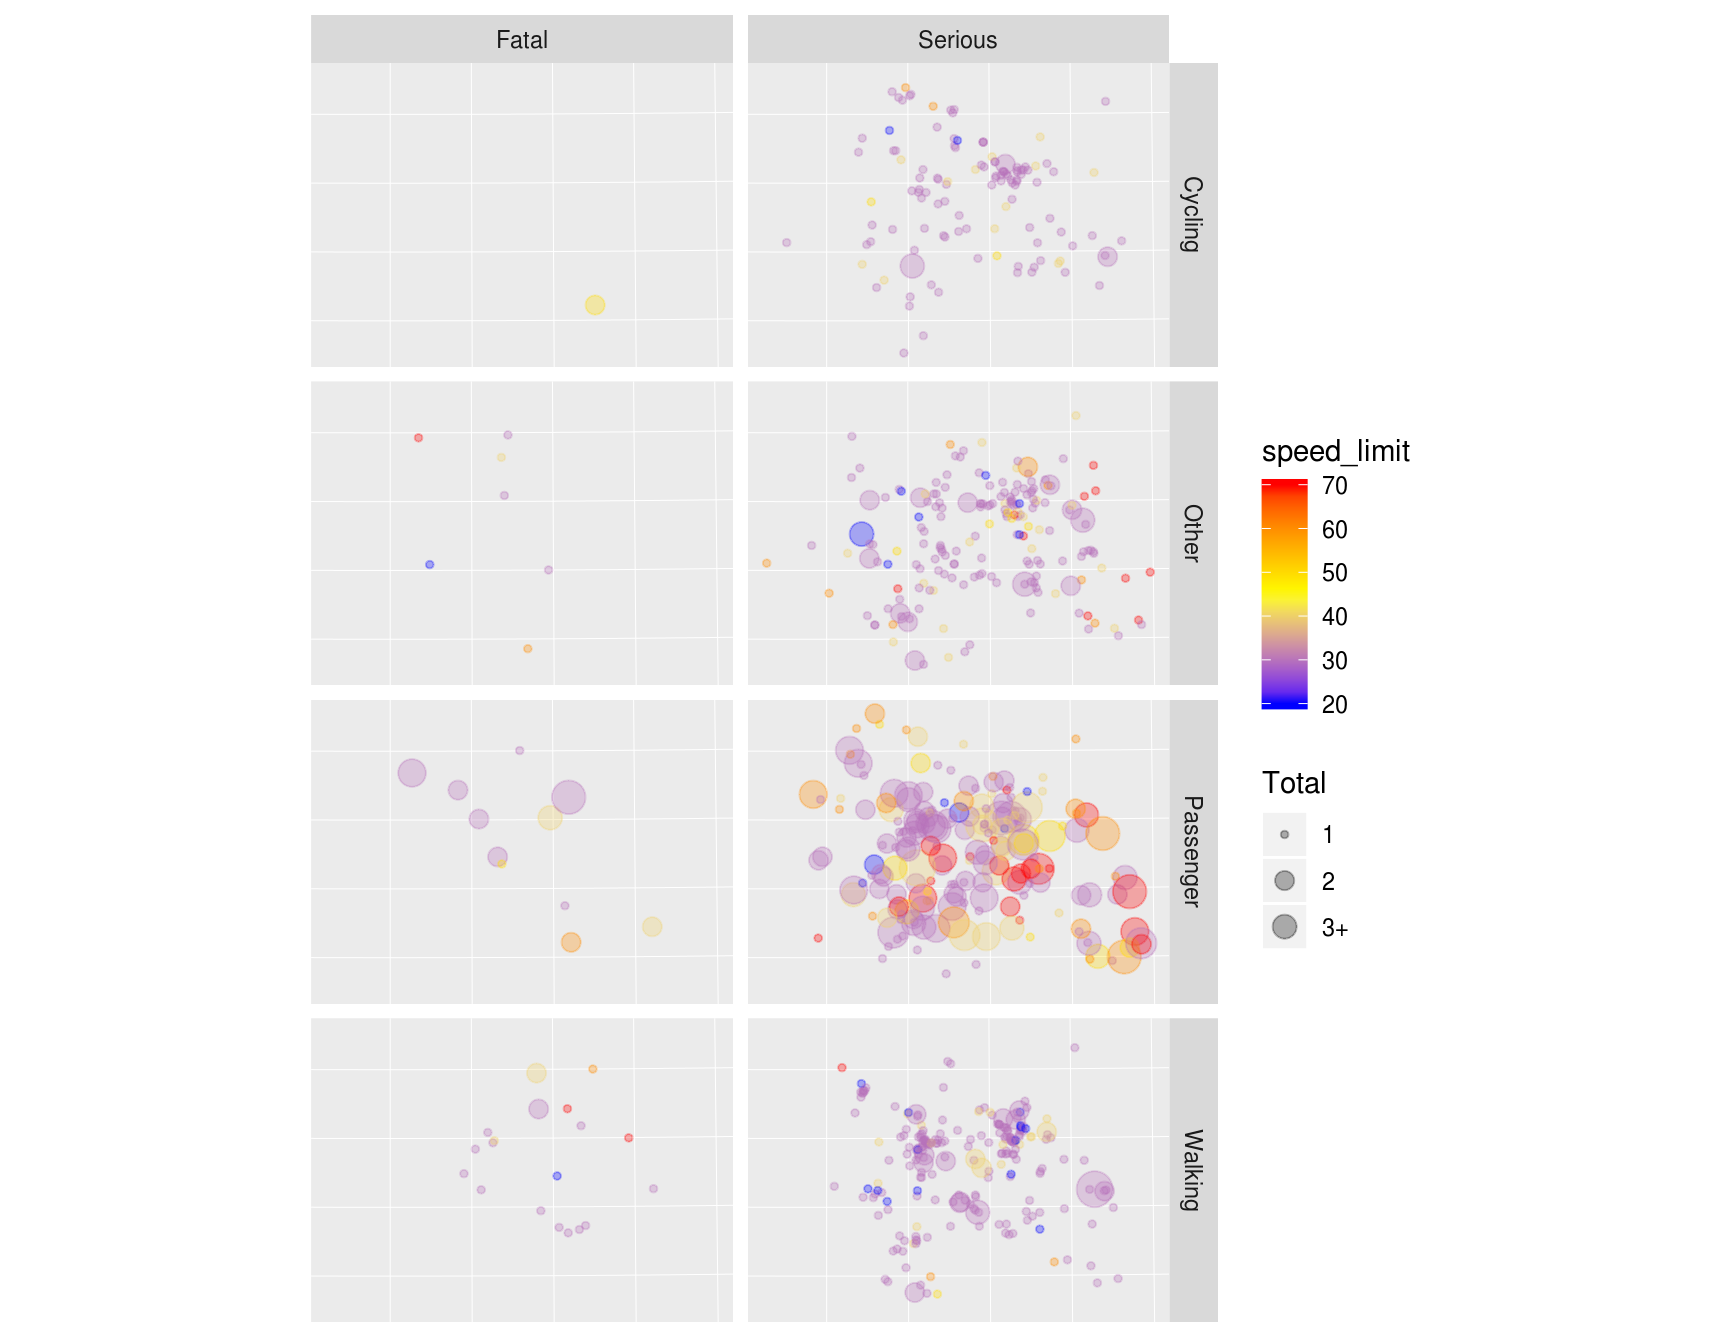 Fatal
Serious
Cycling
Other
Passenger
Walking
speed_limit
70
60
50
40
30
20
Total
1
2
3+